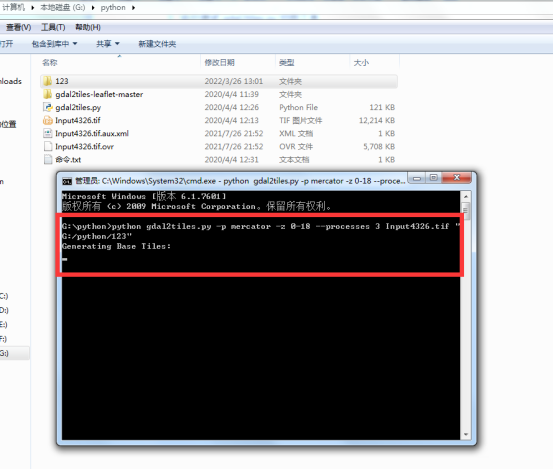 计算机 本地磁盘 (G:) python
查看(V) 工具(T) 帮助(H)
打开 包含到库中 共享 新建文件夹
名称 修改日期 类型 大小
nloads 123 2022/3/26 13:01 文件夹
gdal2tiles-leaflet-master 2020/4/4 11:39 文件夹
gdal2tiles.py 2020/4/4 12:26 Python File 121 KB
的位置 Input4326.tif 2020/4/4 12:13 TIF 图片文件 12,214 KB
Input4326.tif.aux.xml 2021/7/26 21:52 XML 文档 1 KB
Input4326.tif.ovr 2021/7/26 21:52 OVR 文件 5,708 KB
命令.txt 2020/4/4 12:31 文本文档 1 KB
管理员: C:\Windows\System32\cmd.exe - python gdal2tiles.py -p mercator -z 0-18 --proce...
Microsoft Windows [版本 6.1.7601]
版权所有 (c) 2009 Microsoft Corporation。保留所有权利。
G:\python>python gdal2tiles.py -p mercator -z 0-18 --processes 3 Input4326.tif "
G:/python/123"
Generating Base Tiles:
C:)
D:)
E:)
F:)
G:)